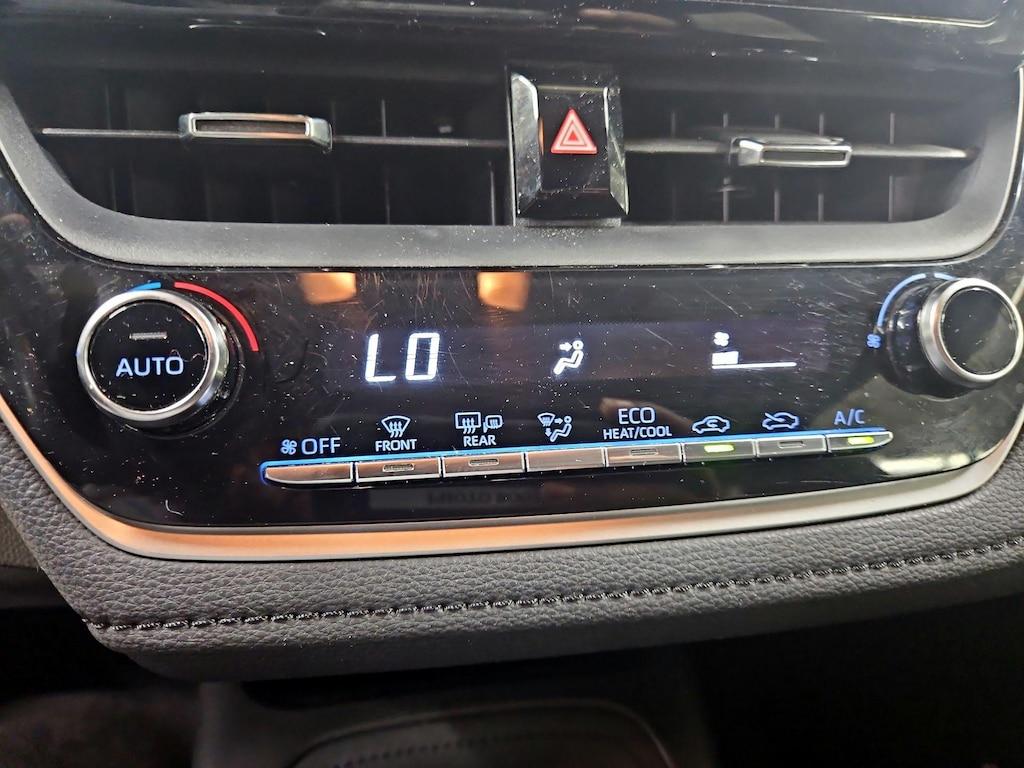 AUTO
LO
OFF
FRONT
REAR
ECO
HEAT/COOL
A/C